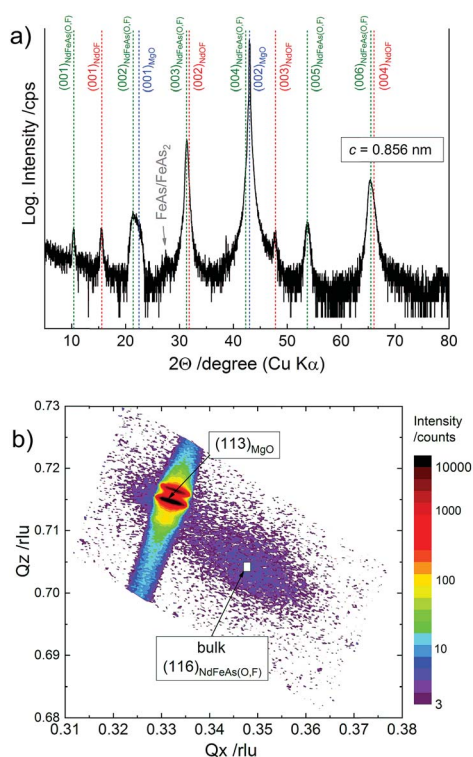 a)
(001)NdFeAs(O,F)
(001)NdOF
(002)NdFeAs(O,F)
(001)MgO
(003)NdFeAs(O,F)
(002)NdOF
(004)NdFeAs(O,F)
(002)MgO
(003)NdOF
(005)NdFeAs(O,F)
(006)NdFeAs(O,F)
(004)NdOF
FeAs/FeAs2
c = 0.856 nm
Log. Intensity /cps
10 20 30 40 50 60 70 80
2Θ /degree (Cu Kα)
b)
0.73
0.72
0.71
0.70
0.69
0.68
Qz /rlu
(113)MgO
bulk
(116)NdFeAs(O,F)
Intensity
/counts
10000
1000
100
10
3
0.31 0.32 0.33 0.34 0.35 0.36 0.37 0.38
Qx /rlu